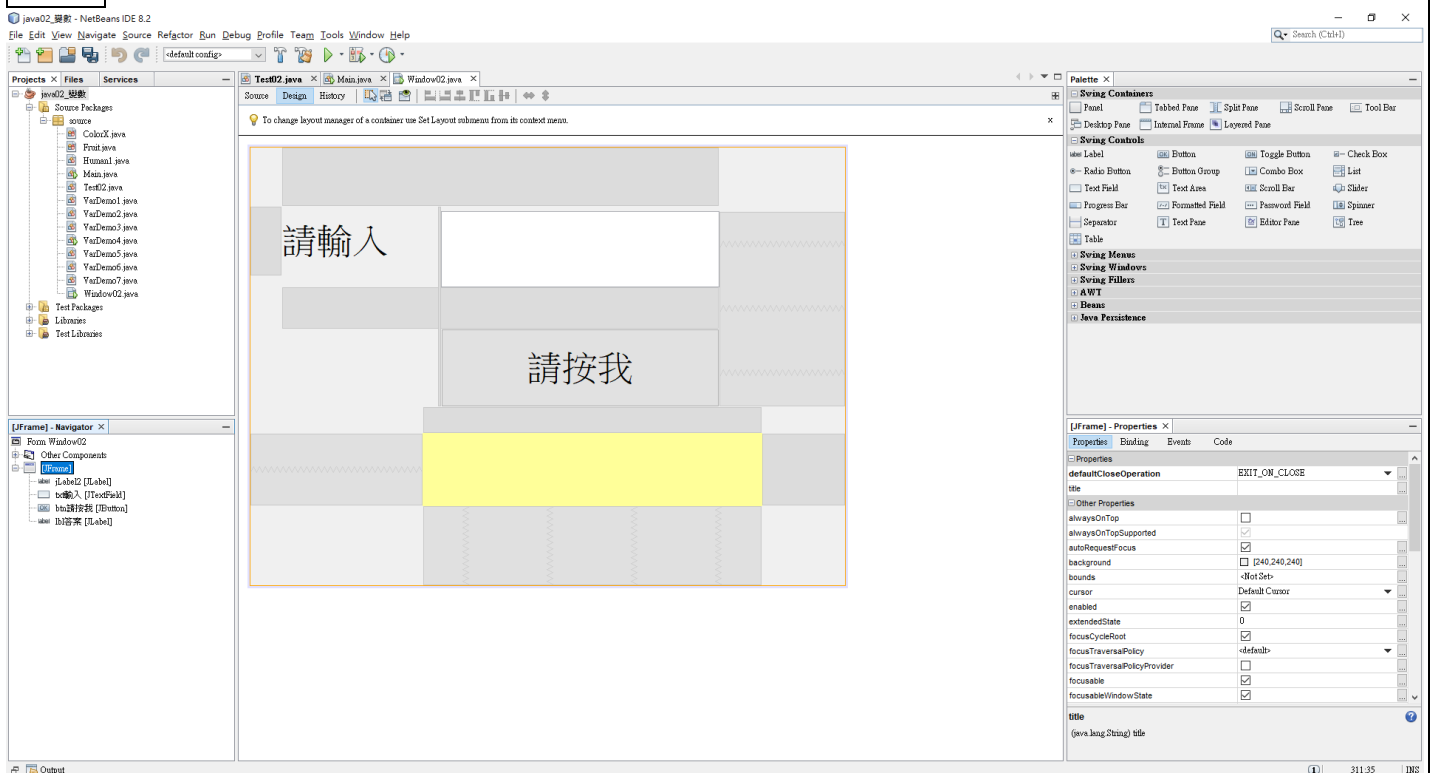 java02_變數 - NetBeans IDE 8.2
File Edit View Navigate Source Refactor Run Debug Profile Team Tools Window Help
Search (Ctrl+I)
<default config>
Projects Files Services
java02_變數
Source Packages
source
ColorX.java
Fruit.java
Human1.java
Main.java
Test02.java
VarDemo1.java
VarDemo2.java
VarDemo3.java
VarDemo4.java
VarDemo5.java
VarDemo6.java
VarDemo7.java
Window02.java
Test Packages
Libraries
Test Libraries
[JFrame] - Navigator
Form Window02
Other Components
[JFrame]
label jLabel2 [JLabel]
txt輸入 [JTextField]
OK btn請按我 [JButton]
label lbl答案 [JLabel]
Output
Test02.java Main.java Window02.java
Source Design History
To change layout manager of a container use Set Layout submenu from its context menu. x
請輸入
請按我
Palette
Swing Containers
Panel Tabbed Pane Split Pane Scroll Pane Tool Bar
Desktop Pane Internal Frame Layered Pane
Swing Controls
label Label OK Button ON Toggle Button Check Box
Radio Button Button Group Combo Box List
Text Field Text Area Scroll Bar Slider
Progress Bar Formatted Field Password Field Spinner
Separator Text Pane Editor Pane Tree
Table
Swing Menus
Swing Windows
Swing Fillers
AWT
Beans
Java Persistence
[JFrame] - Properties
Properties Binding Events Code
Properties
defaultCloseOperation EXIT_ON_CLOSE
title
Other Properties
alwaysOnTop
alwaysOnTopSupported
autoRequestFocus
background [240,240,240]
bounds <Not Set>
cursor Default Cursor
enabled
extendedState 0
focusCycleRoot
focusTraversalPolicy <default>
focusTraversalPolicyProvider
focusable
focusableWindowState
title
(java.lang.String) title
1 311:35 INS